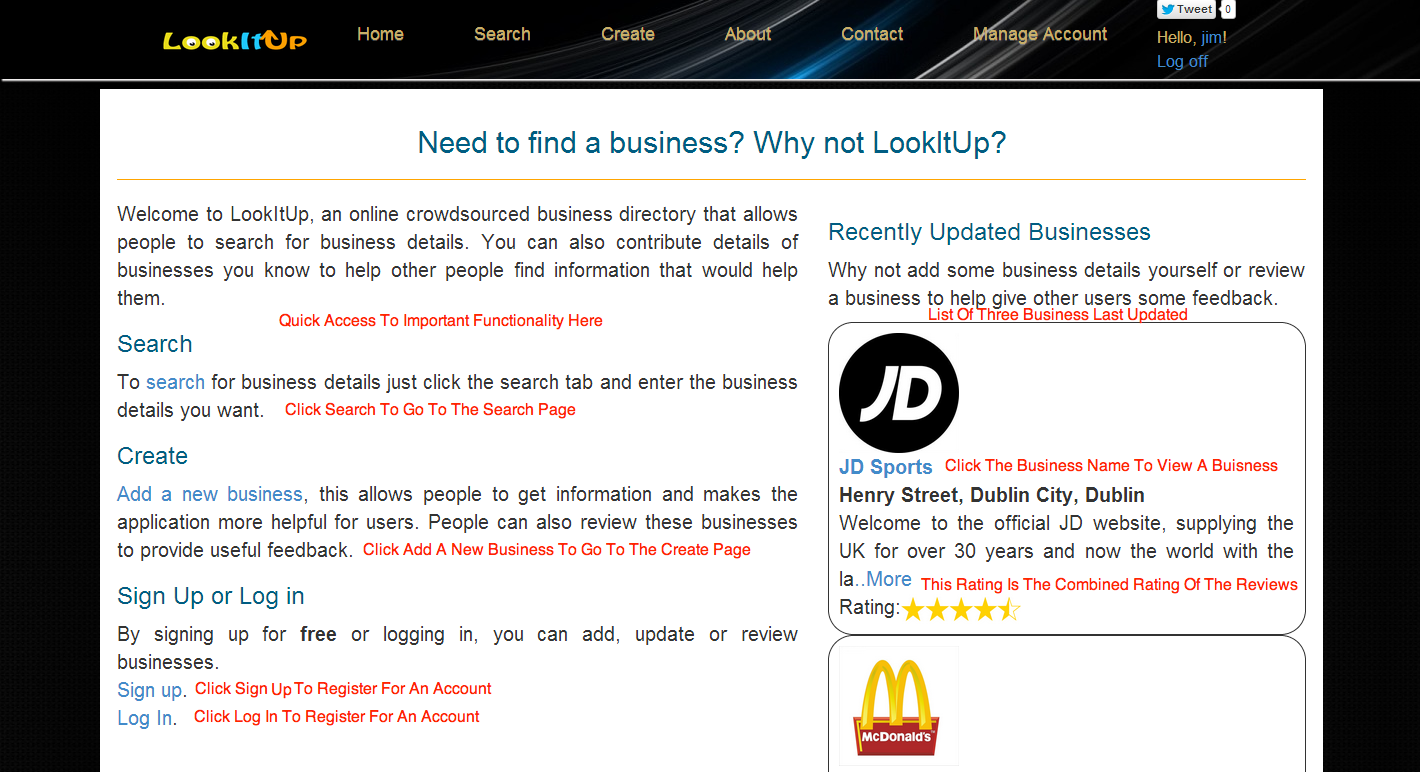 LookItUp
Home Search Create About Contact Manage Account
Tweet 0
Hello, jim!
Log off
Need to find a business? Why not LookItUp?
Welcome to LookItUp, an online crowdsourced business directory that allows
people to search for business details. You can also contribute details of
businesses you know to help other people find information that would help
them.
Quick Access To Important Functionality Here
Search
To search for business details just click the search tab and enter the business
details you want. Click Search To Go To The Search Page
Create
Add a new business, this allows people to get information and makes the
application more helpful for users. People can also review these businesses
to provide useful feedback. Click Add A New Business To Go To The Create Page
Sign Up or Log in
By signing up for free or logging in, you can add, update or review
businesses.
Sign up. Click Sign Up To Register For An Account
Log In. Click Log In To Register For An Account
Recently Updated Businesses
Why not add some business details yourself or review
a business to help give other users some feedback.
List Of Three Business Last Updated
JD
JD Sports Click The Business Name To View A Buisness
Henry Street, Dublin City, Dublin
Welcome to the official JD website, supplying the
UK for over 30 years and now the world with the
la..More This Rating Is The Combined Rating Of The Reviews
Rating:
McDonald's